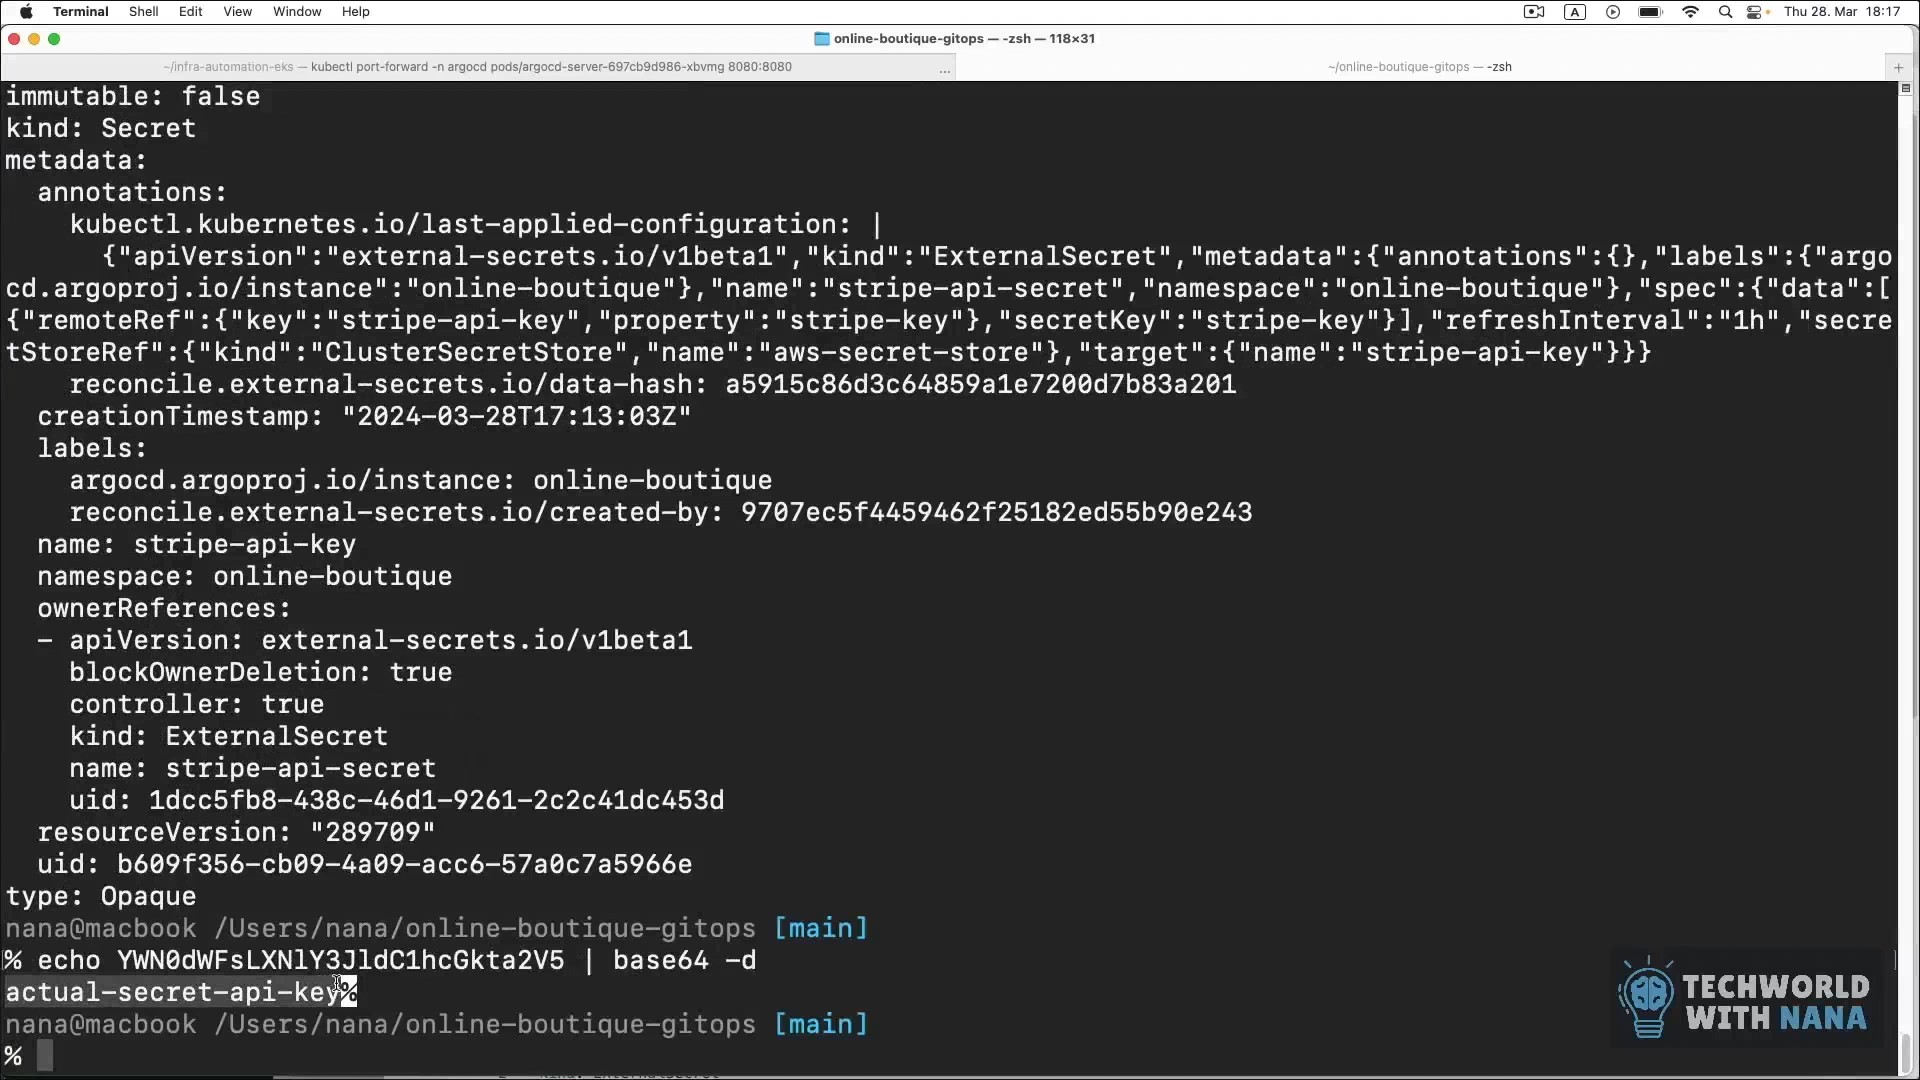 Terminal Shell Edit View Window Help A Thu 28. Mar 18:17
online-boutique-gitops — -zsh — 118×31
~/infra-automation-eks — kubectl port-forward -n argocd pods/argocd-server-697cb9d986-xbvmg 8080:8080 ... ~/online-boutique-gitops — -zsh +
immutable: false
kind: Secret
metadata:
  annotations:
    kubectl.kubernetes.io/last-applied-configuration: |
      {"apiVersion":"external-secrets.io/v1beta1","kind":"ExternalSecret","metadata":{"annotations":{},"labels":{"argo
cd.argoproj.io/instance":"online-boutique"},"name":"stripe-api-secret","namespace":"online-boutique"},"spec":{"data":[
{"remoteRef":{"key":"stripe-api-key","property":"stripe-key"},"secretKey":"stripe-key"}],"refreshInterval":"1h","secre
tStoreRef":{"kind":"ClusterSecretStore","name":"aws-secret-store"},"target":{"name":"stripe-api-key"}}}
    reconcile.external-secrets.io/data-hash: a5915c86d3c64859a1e7200d7b83a201
  creationTimestamp: "2024-03-28T17:13:03Z"
  labels:
    argocd.argoproj.io/instance: online-boutique
    reconcile.external-secrets.io/created-by: 9707ec5f4459462f25182ed55b90e243
  name: stripe-api-key
  namespace: online-boutique
  ownerReferences:
  - apiVersion: external-secrets.io/v1beta1
    blockOwnerDeletion: true
    controller: true
    kind: ExternalSecret
    name: stripe-api-secret
    uid: 1dcc5fb8-438c-46d1-9261-2c2c41dc453d
  resourceVersion: "289709"
  uid: b609f356-cb09-4a09-acc6-57a0c7a5966e
type: Opaque
nana@macbook /Users/nana/online-boutique-gitops [main]
% echo YWN0dWFsLXNlY3JldC1hcGkta2V5 | base64 -d
actual-secret-api-key%
nana@macbook /Users/nana/online-boutique-gitops [main]
%
TECHWORLD
WITH NANA